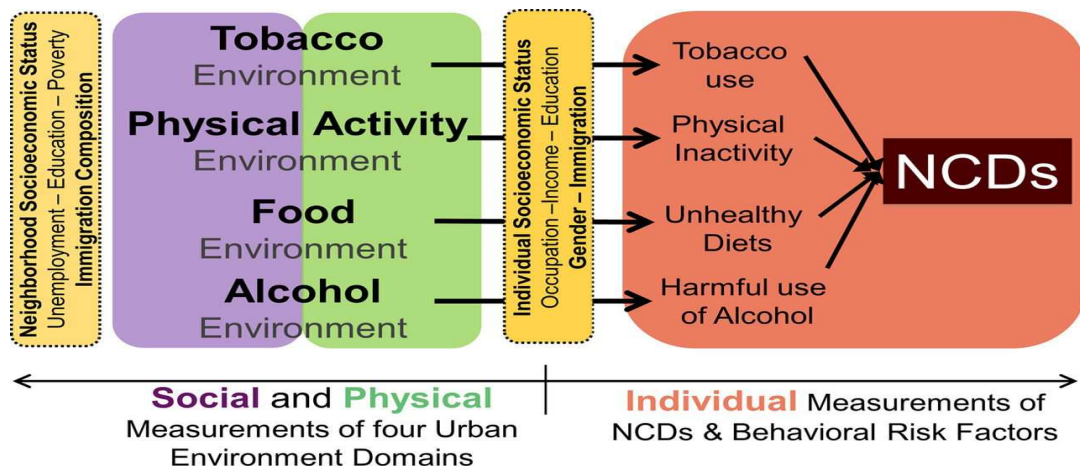 Neighborhood Socioeconomic Status
Unemployment – Education – Poverty
Immigration Composition
Tobacco
Environment
Physical Activity
Environment
Food
Environment
Alcohol
Environment
Individual Socioeconomic Status
Occupation –Income – Education
Gender – Immigration
Tobacco
use
Physical
Inactivity
Unhealthy
Diets
Harmful use
of Alcohol
NCDs
Social and Physical
Measurements of four Urban
Environment Domains
Individual Measurements of
NCDs & Behavioral Risk Factors